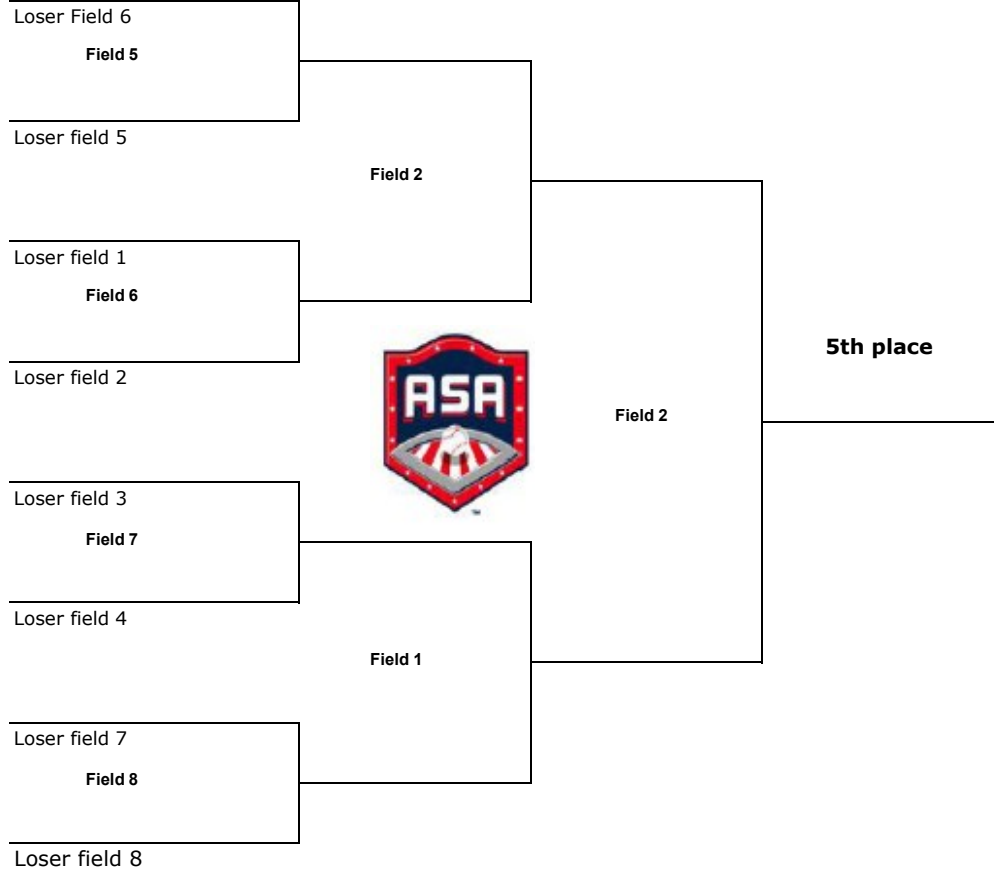 Loser Field 6
Field 5
Loser field 5
Field 2
Loser field 1
Field 6
5th place
Loser field 2
ASA
Field 2
Loser field 3
Field 7
Loser field 4
Field 1
Loser field 7
Field 8
Loser field 8